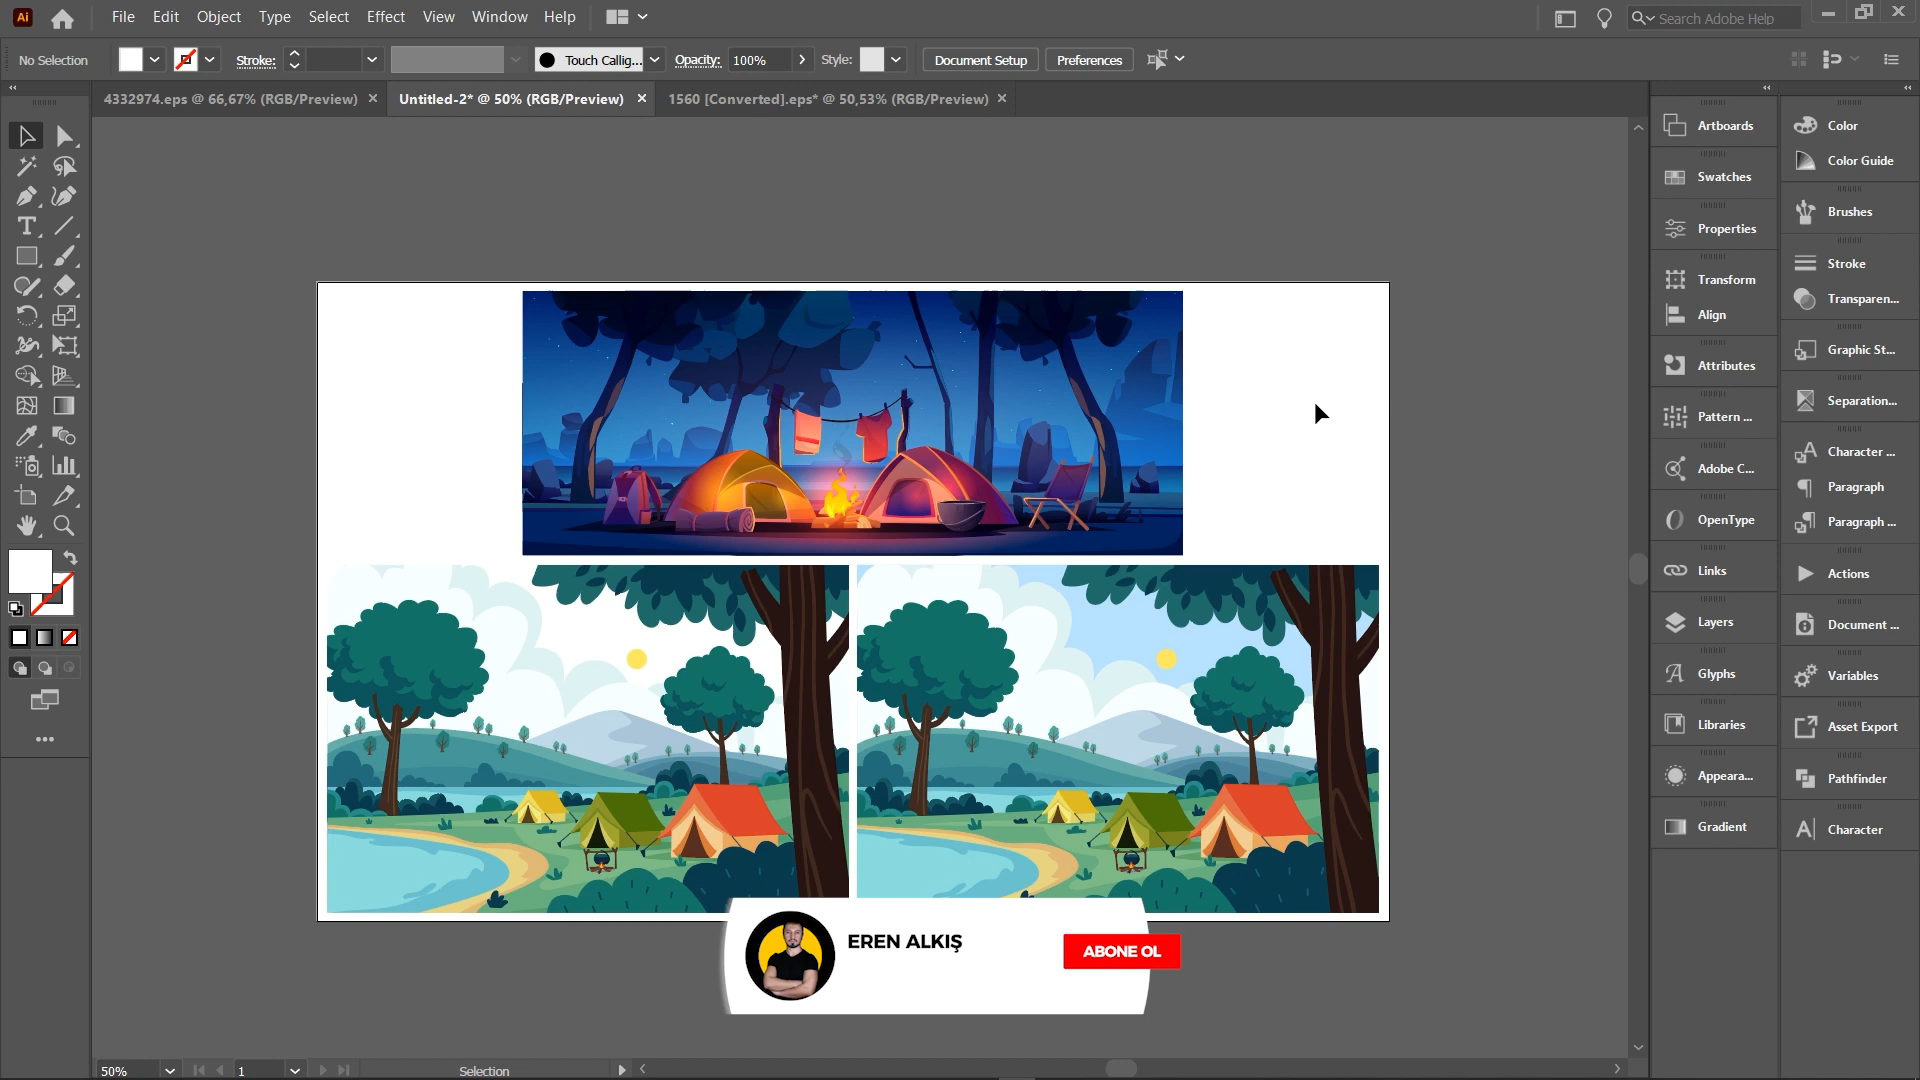 Ai
File Edit Object Type Select Effect View Window Help
Search Adobe Help
No Selection
Stroke:
Touch Callig...
Opacity: 100%
Style:
Document Setup
Preferences
4332974.eps @ 66,67% (RGB/Preview)
Untitled-2* @ 50% (RGB/Preview)
1560 [Converted].eps* @ 50,53% (RGB/Preview)
Artboards
Swatches
Properties
Transform
Align
Attributes
Pattern ...
Adobe C...
OpenType
Links
Layers
Glyphs
Libraries
Appeara...
Gradient
Color
Color Guide
Brushes
Stroke
Transparen...
Graphic St...
Separation...
Character ...
Paragraph
Paragraph ...
Actions
Document ...
Variables
Asset Export
Pathfinder
Character
EREN ALKIŞ
ABONE OL
50%
1
Selection